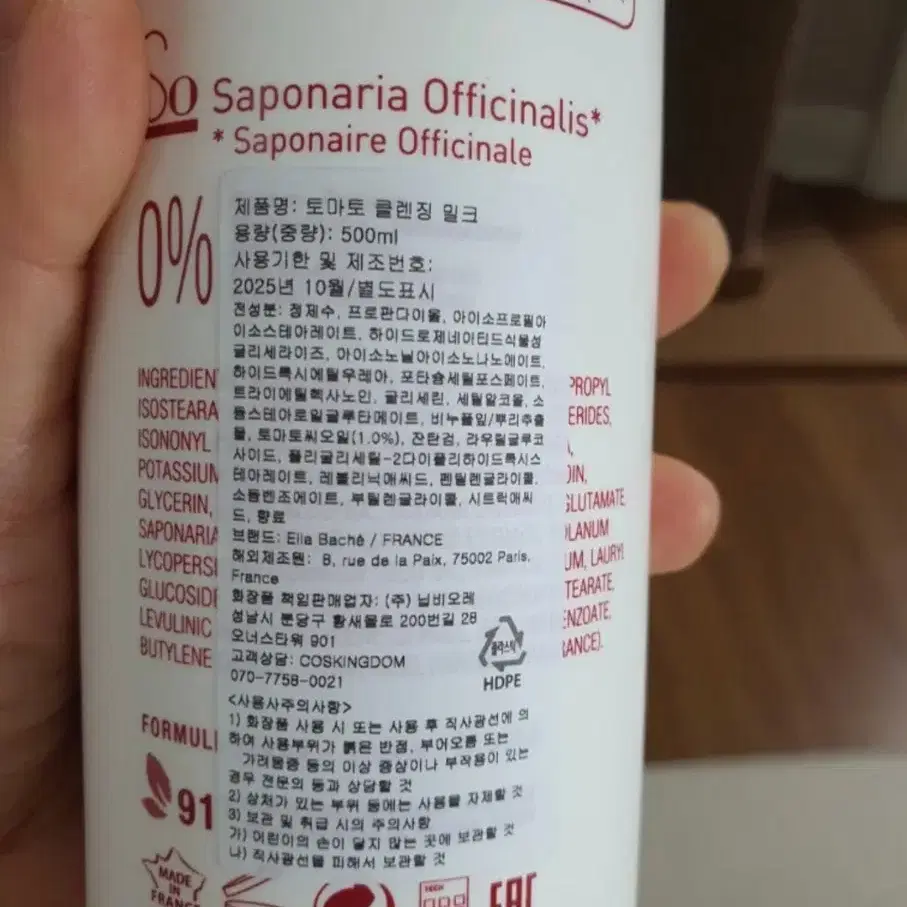 So Saponaria Officinalis*
* Saponaire Officinale
0%
제품명: 토마토 클렌징 밀크
용량(중량): 500ml
사용기한 및 제조번호:
2025년 10월/별도표시
전성분: 정제수, 프로판다이올, 아이소프로필아
이소스테아레이트, 하이드로제네이티드식물성
글리세라이즈, 아이소노닐아이소노나노에이트,
하이드록시에틸우레아, 포타슘세틸포스페이트,
트라이에틸헥사노인, 글리세린, 세틸알코올, 소
듐스테아로일글루타메이트, 비누풀잎/뿌리추출
물, 토마토씨오일(1.0%), 잔탄검, 라우릴글루코
사이드, 폴리글리세릴-2다이폴리하이드록시스
테아레이트, 레불리닉애씨드, 펜틸렌글라이콜,
소듐벤조에이트, 부틸렌글라이콜, 시트릭애씨
드, 향료
브랜드: Ella Baché / FRANCE
해외제조원: 8, rue de la Paix, 75002 Paris,
France
화장품 책임판매업자: (주) 닙비오레
성남시 분당구 황새울로 200번길 28
오너스타워 901
고객상담: COSKINGDOM
070-7758-0021
플라스틱
HDPE
<사용시주의사항>
1) 화장품 사용 시 또는 사용 후 직사광선에 의
하여 사용부위가 붉은 반점, 부어오름 또는
가려움증 등의 이상 증상이나 부작용이 있는
경우 전문의 등과 상담할 것
2) 상처가 있는 부위 등에는 사용을 자제할 것
3) 보관 및 취급 시의 주의사항
가) 어린이의 손이 닿지 않는 곳에 보관할 것
나) 직사광선을 피해서 보관할 것
INGREDIEN PROPYL
ISOSTEARA ERIDES,
ISONONYL
POTASSIUM DIN,
GLYCERIN, GLUTAMATE,
SAPONARIA OLANUM
LYCOPERSI UM, LAURYL
GLUCOSIDE TEARATE,
LEVULINIC ENZOATE,
BUTYLENE RANCE).
FORMUL
91
MADE
IN
FRANCE
EAC